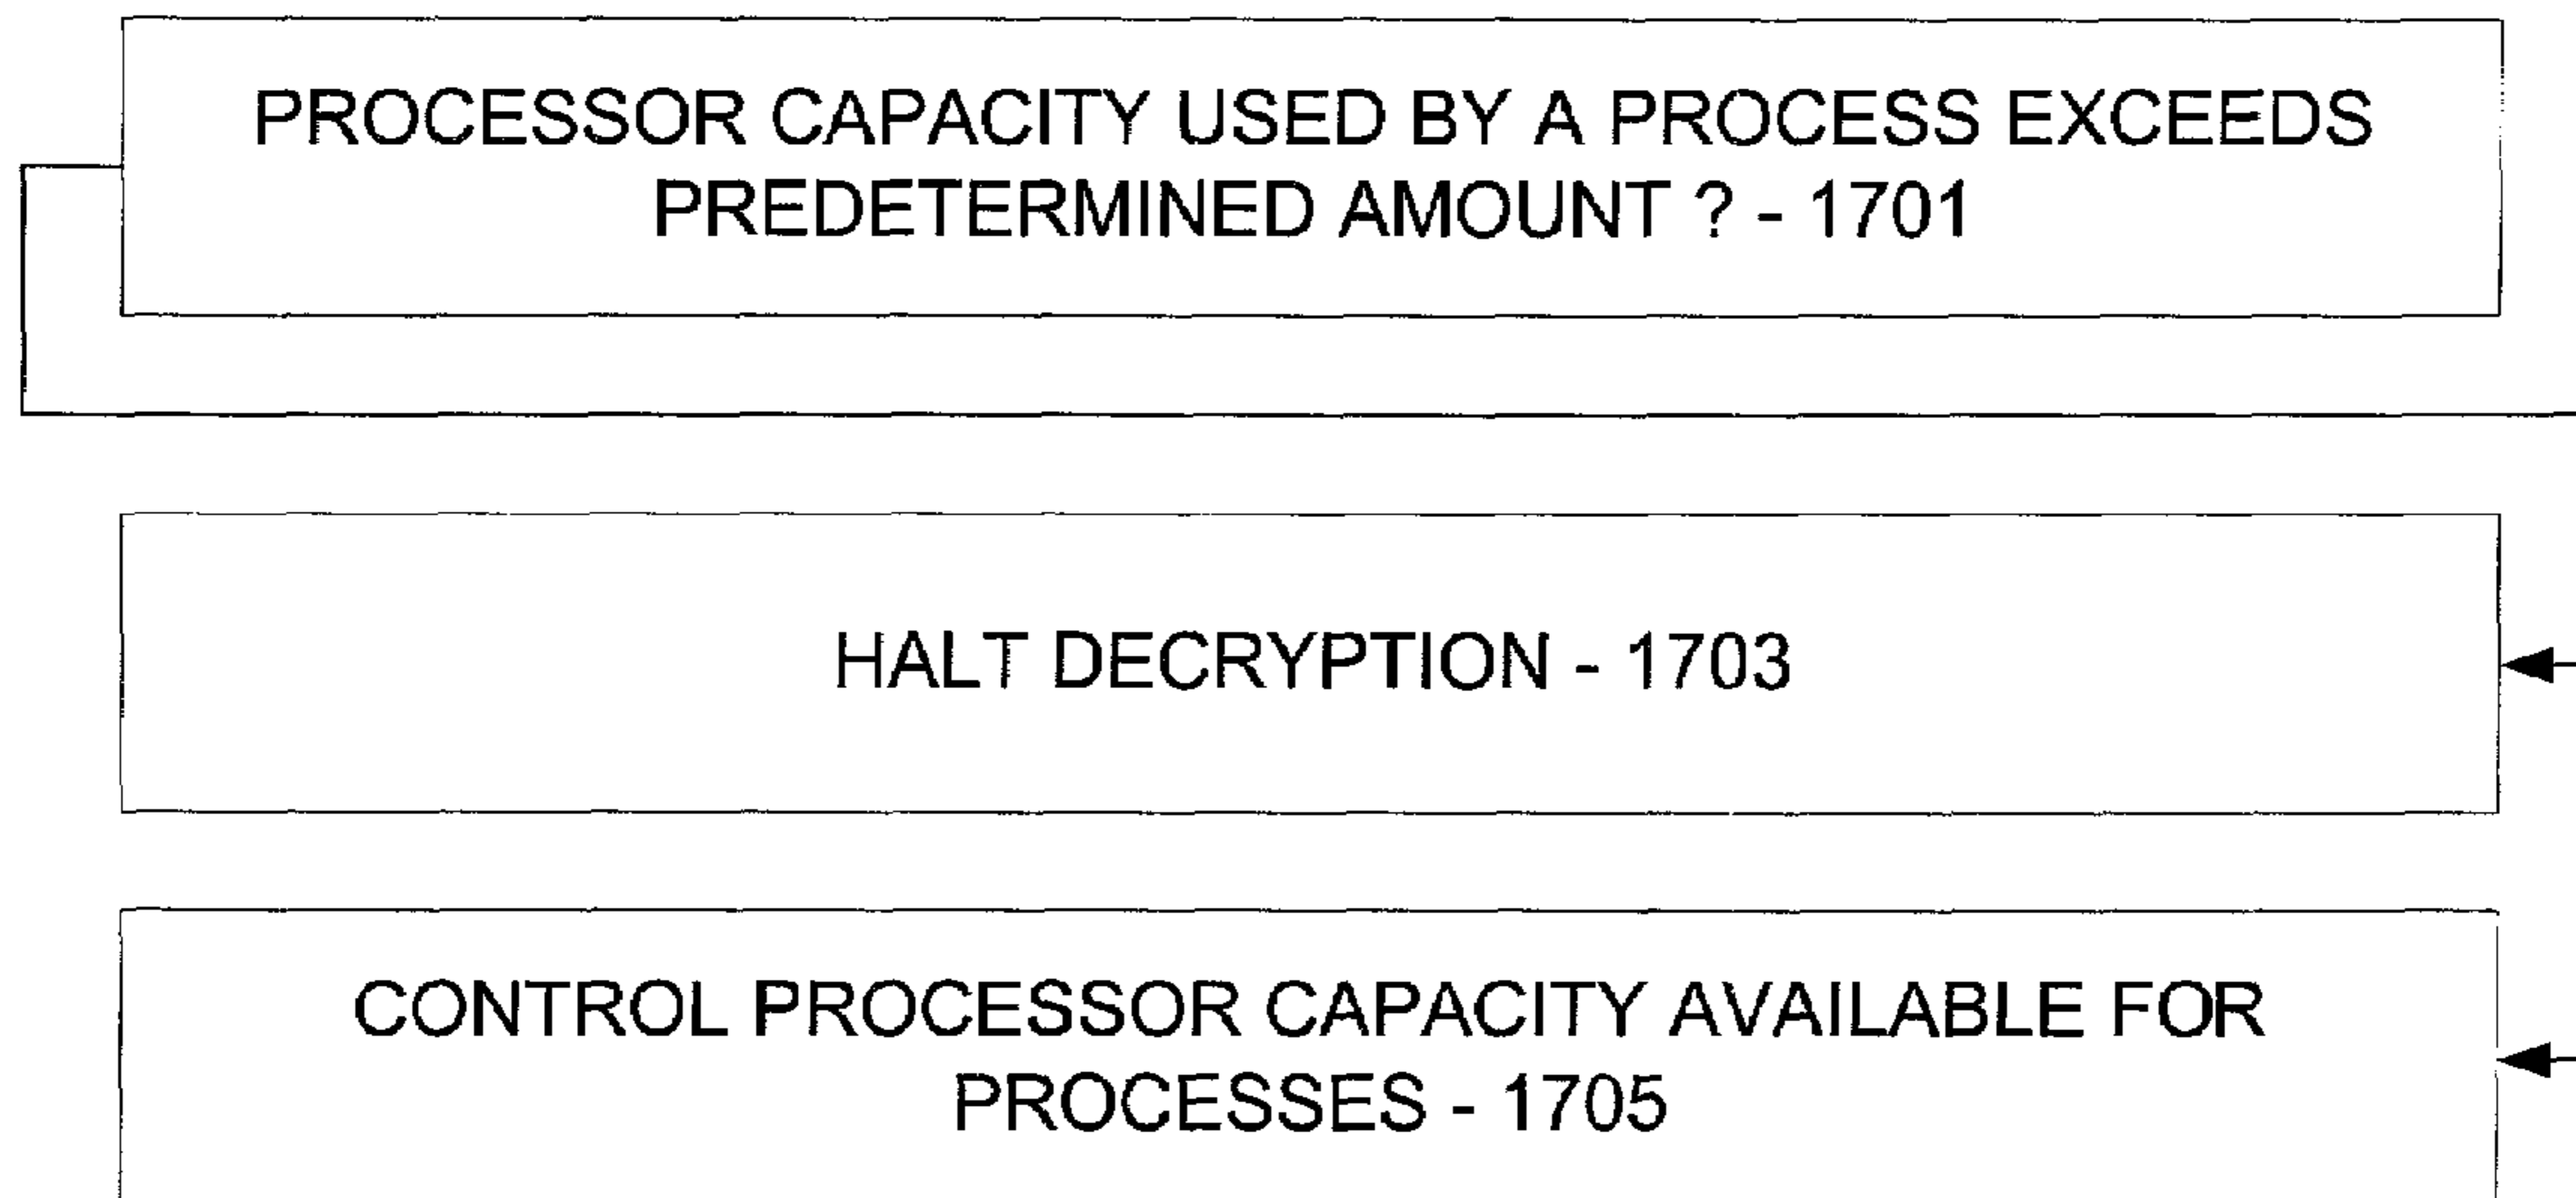 PROCESSOR CAPACITY USED BY A PROCESS EXCEEDS
PREDETERMINED AMOUNT ? - 1701
HALT DECRYPTION - 1703
CONTROL PROCESSOR CAPACITY AVAILABLE FOR
PROCESSES - 1705